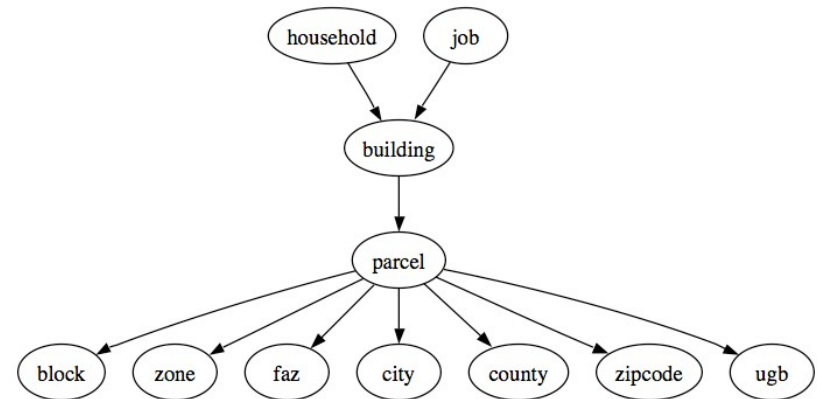 household job
building
parcel
block zone faz city county zipcode ugb